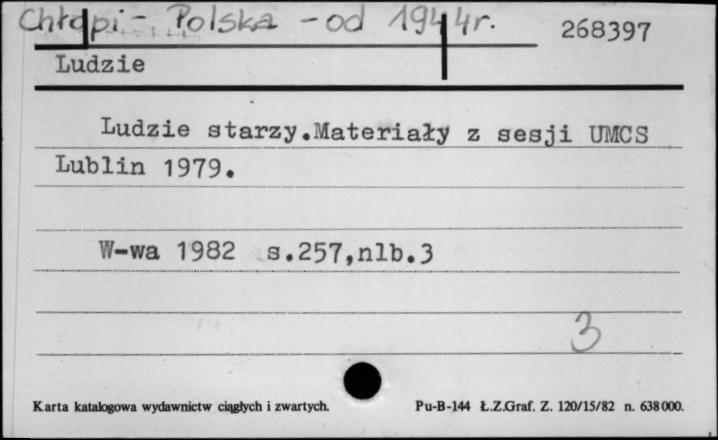 Chłopi - Polska - od 1944r.
268397
Ludzie
Ludzie starzy.Materiały z sesji UMCS
Lublin 1979.
W-wa 1982 s.257,nlb.3
3
Karta katalogowa wydawnictw ciągłych i zwartych.
Pu-B-144 Ł.Z.Graf. Z. 120/15/82 n. 638000.